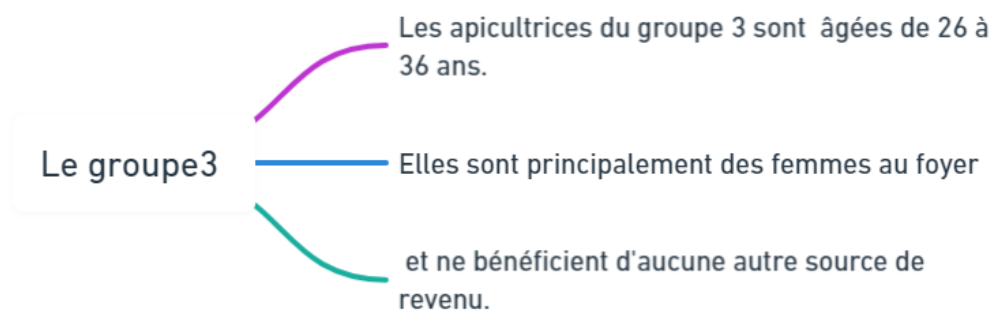 Les apicultrices du groupe 3 sont âgées de 26 à
36 ans.
Le groupe3
Elles sont principalement des femmes au foyer
et ne bénéficient d'aucune autre source de
revenu.